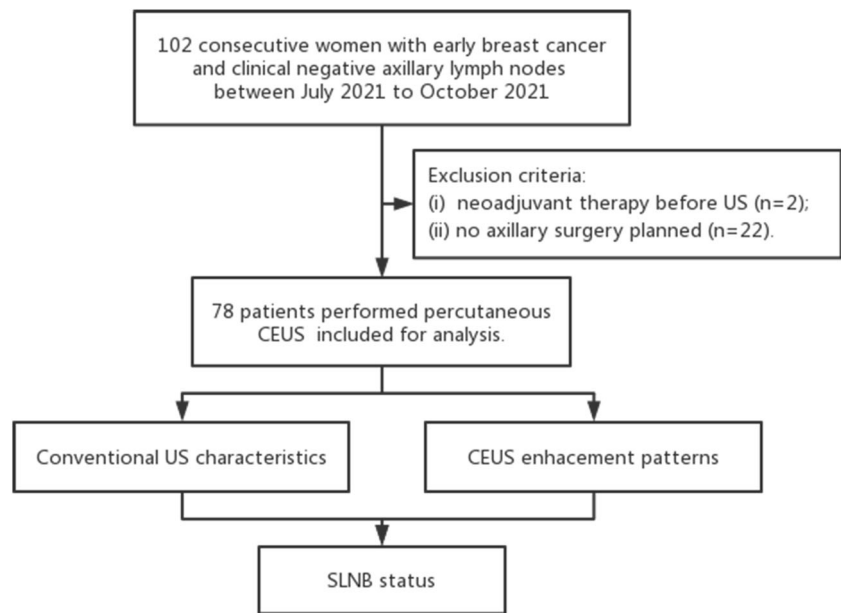 102 consecutive women with early breast cancer
and clinical negative axillary lymph nodes
between July 2021 to October 2021
Exclusion criteria:
(i) neoadjuvant therapy before US (n=2);
(ii) no axillary surgery planned (n=22).
78 patients performed percutaneous
CEUS included for analysis.
Conventional US characteristics
CEUS enhacement patterns
SLNB status